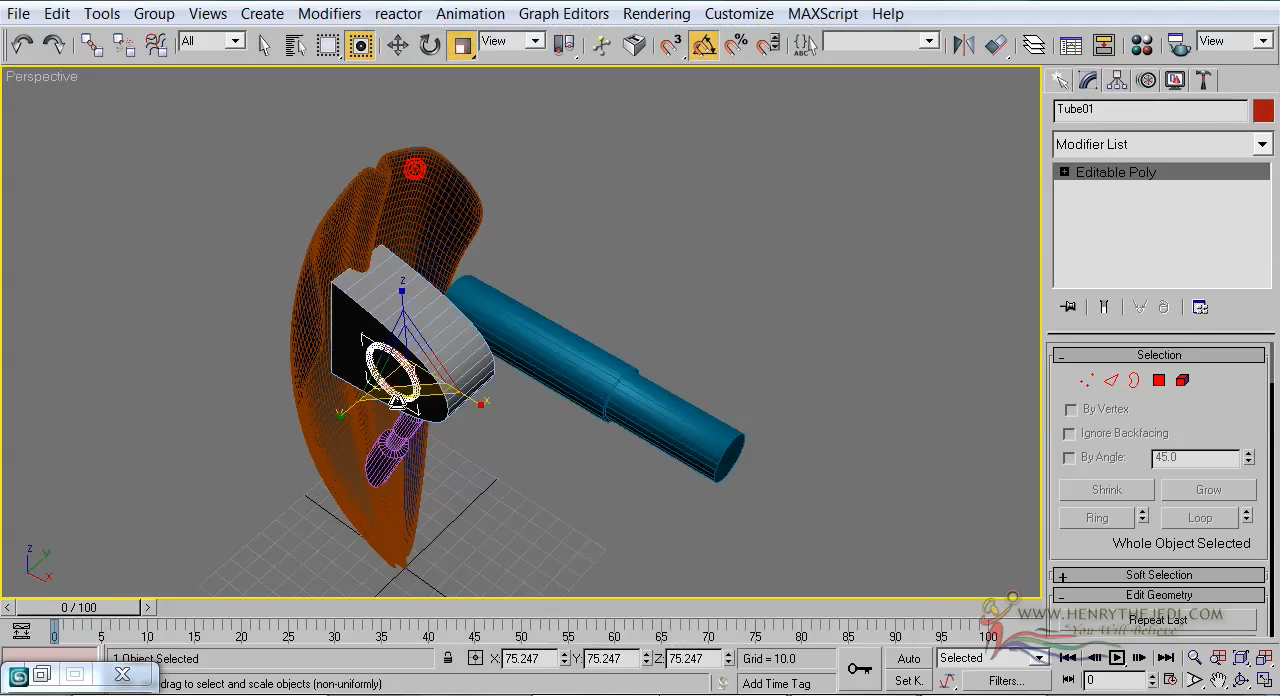 File Edit Tools Group Views Create Modifiers reactor Animation Graph Editors Rendering Customize MAXScript Help
All View 3 ABC View
Perspective
Tube01
Modifier List
Editable Poly
Selection
By Vertex
Ignore Backfacing
By Angle: 45.0
Shrink Grow
Ring Loop
Whole Object Selected
Soft Selection
Edit Geometry
Repeat Last
WWW.HENRYTHEJEDI.COM
"You Will Believe"
z
x
y
z
y
x
0 / 100
0 5 10 15 20 25 30 35 40 45 50 55 60 65 70 75 80 85 90 95 100
1 Object Selected X: 75.247 Y: 75.247 Z: 75.247 Grid = 10.0 Auto Selected
drag to select and scale objects (non-uniformly) Add Time Tag Set K. Filters... 0